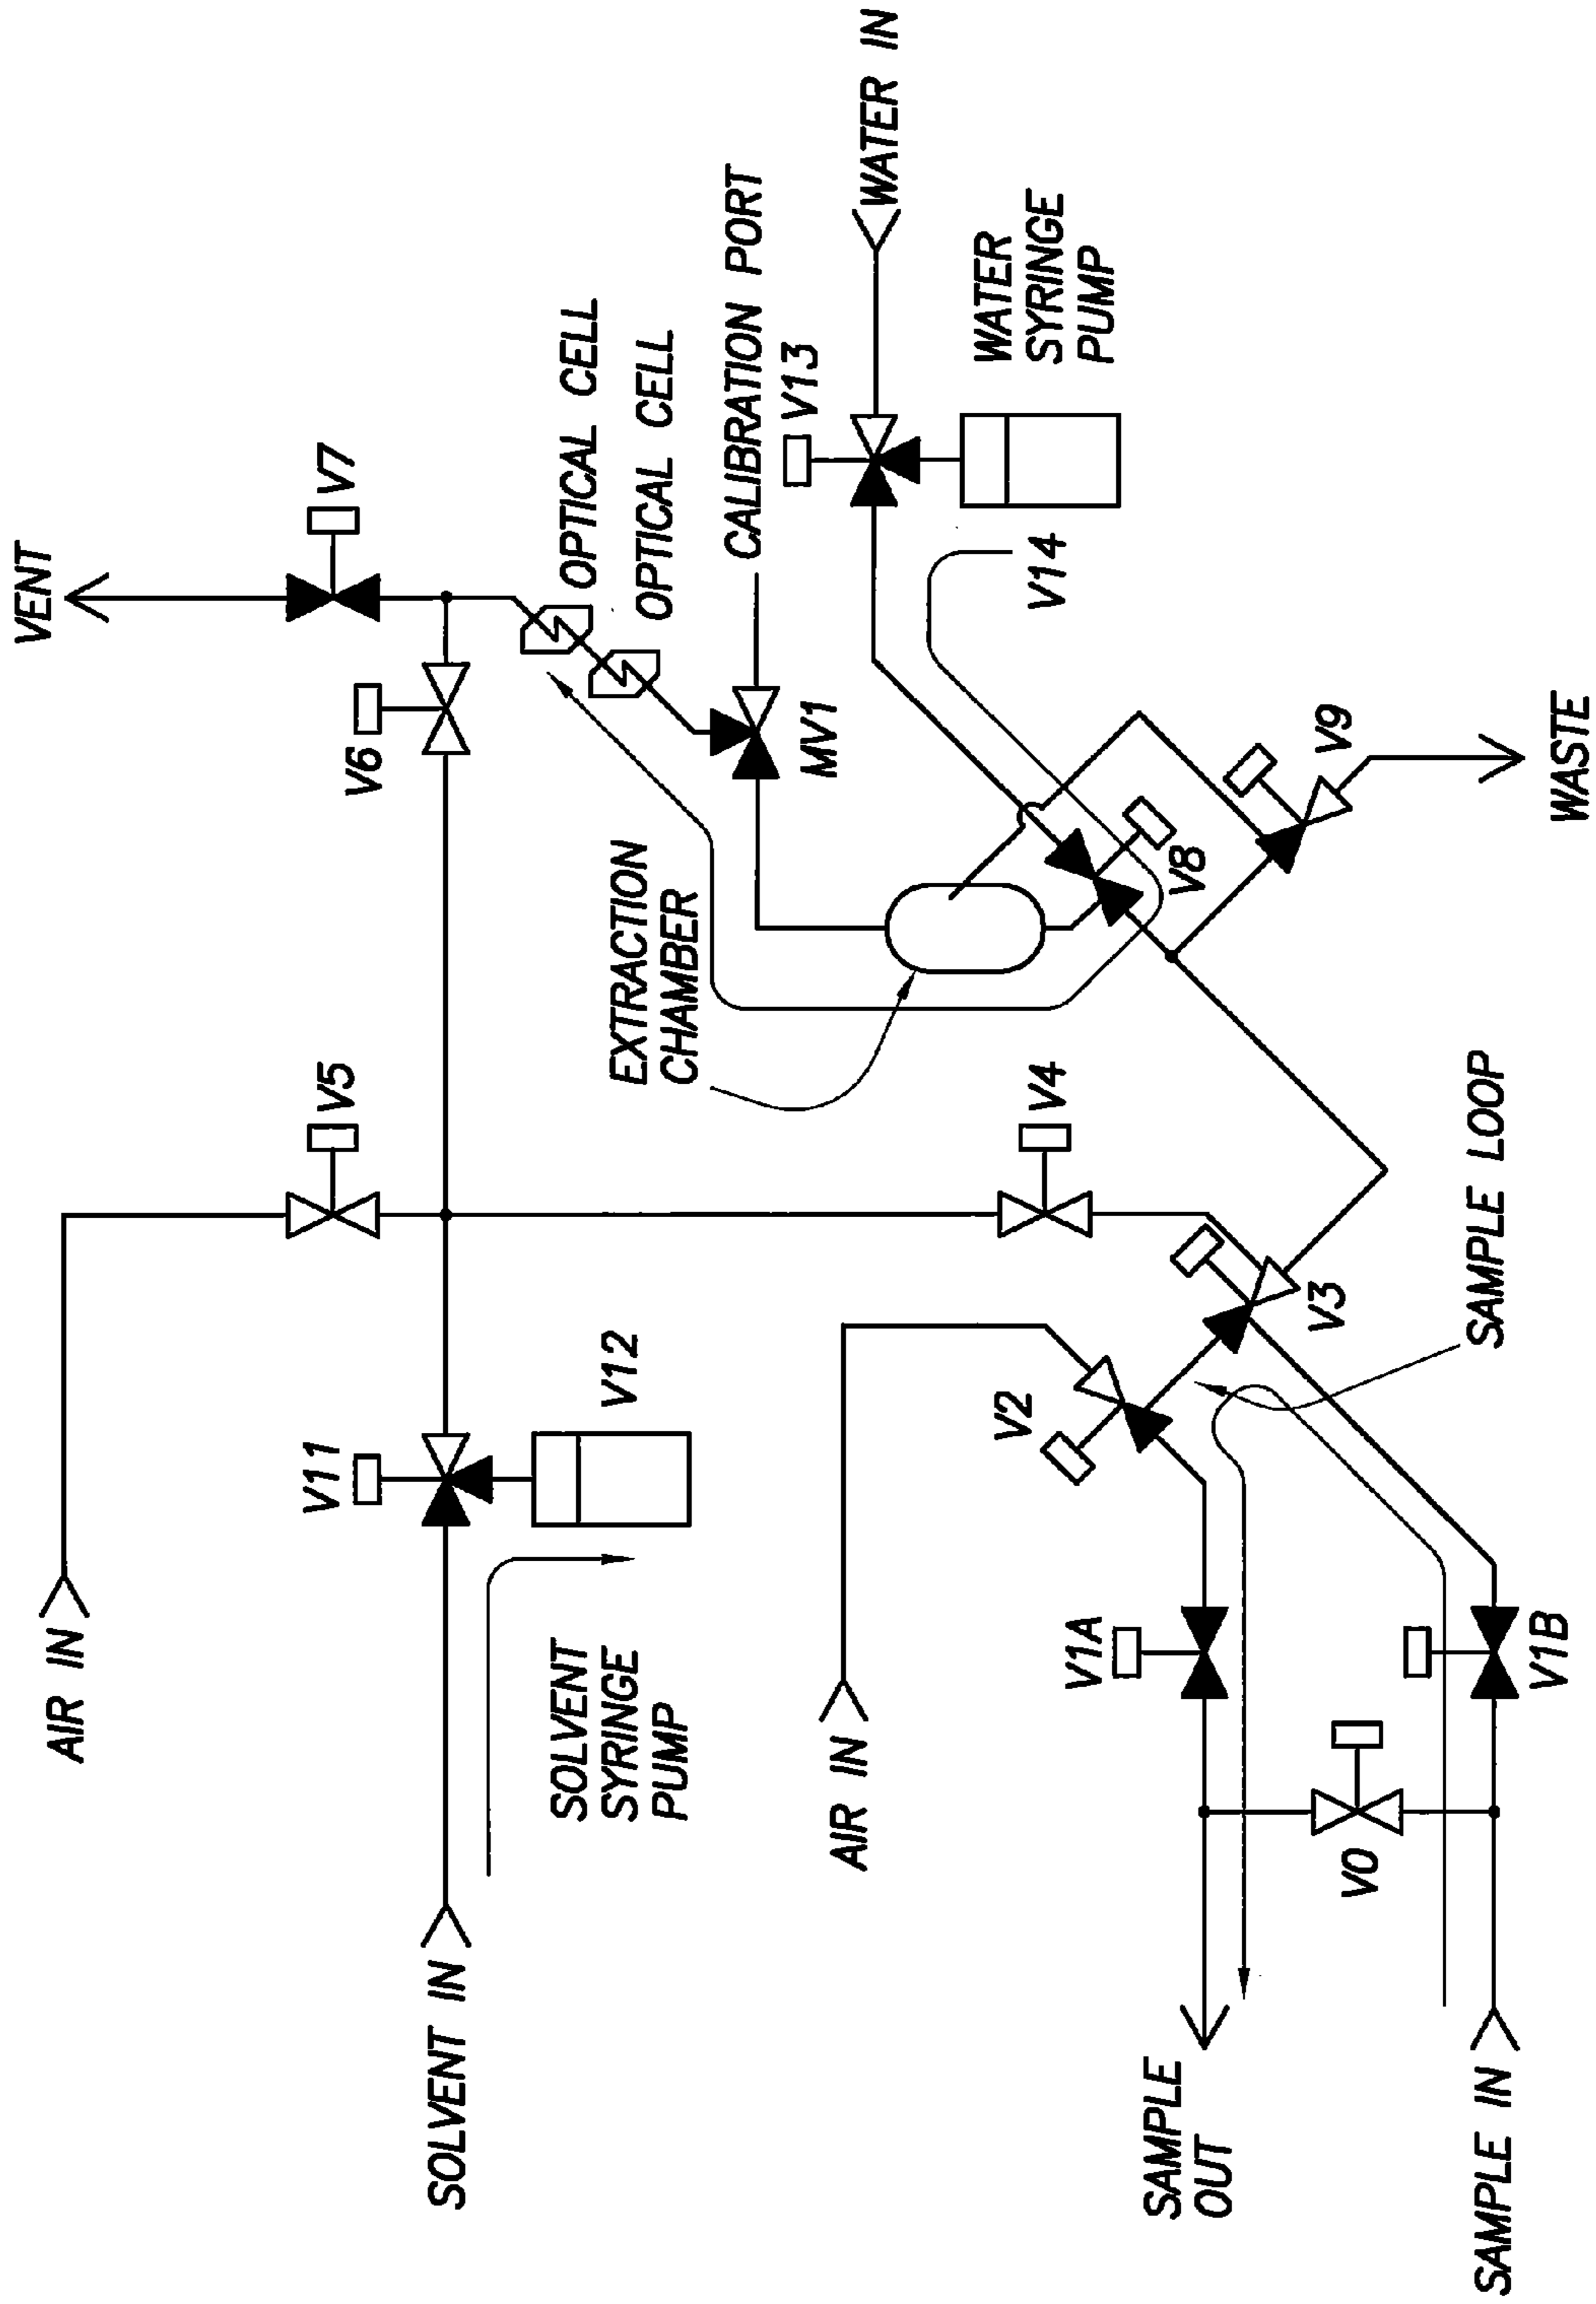 VENT
V7
V6
OPTICAL CELL
OPTICAL CELL
CALIBRATION PORT
MV1
V13
WATER IN
WATER
SYRINGE
PUMP
V14
EXTRACTION
CHAMBER
V8
V9
WASTE
V5
V4
AIR IN
V11
V12
SOLVENT IN
SOLVENT
SYRINGE
PUMP
AIR IN
V2
V3
SAMPLE LOOP
V1A
V1B
V0
SAMPLE
OUT
SAMPLE IN